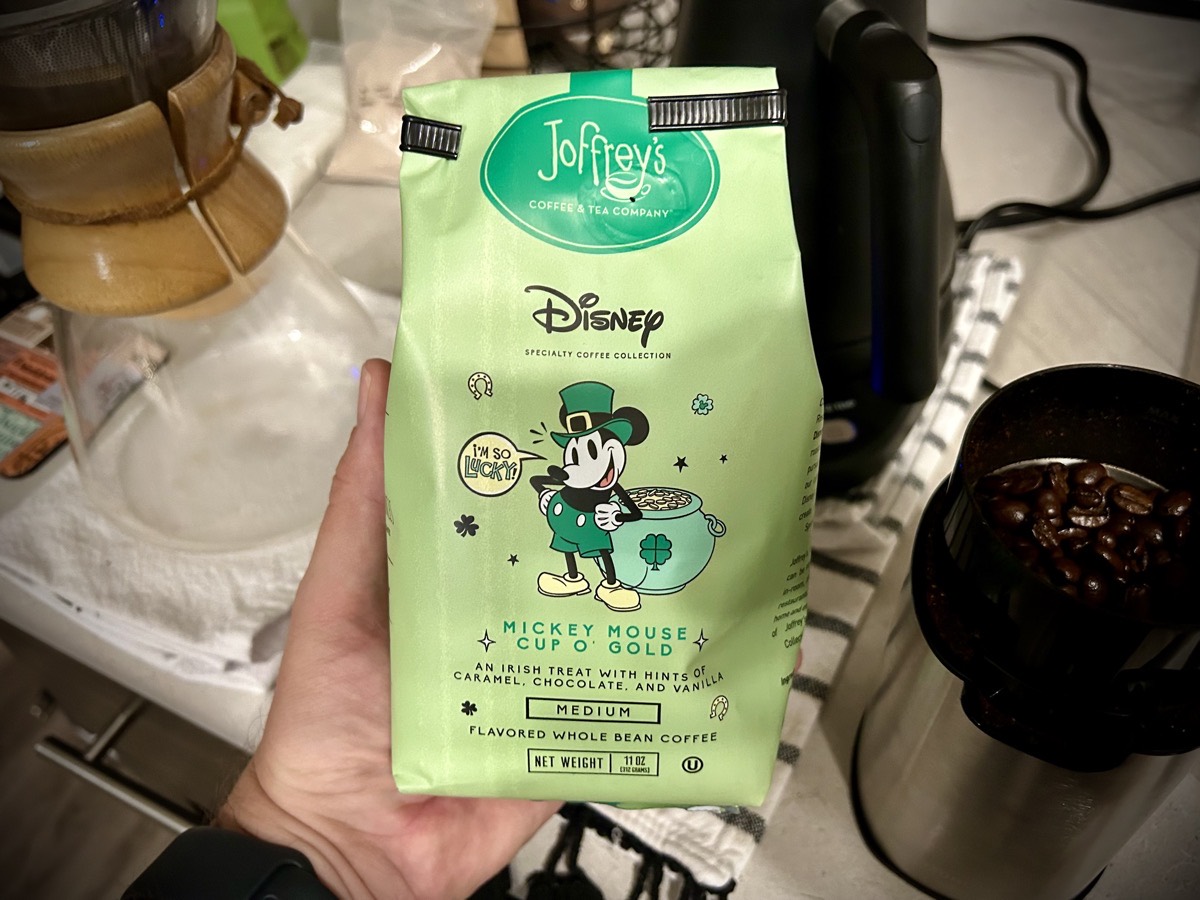 Joffrey's
COFFEE & TEA COMPANY
Disney
SPECIALTY COFFEE COLLECTION
I'M SO
LUCKY!
MICKEY MOUSE
CUP O' GOLD
AN IRISH TREAT WITH HINTS OF
CARAMEL, CHOCOLATE, AND VANILLA
MEDIUM
FLAVORED WHOLE BEAN COFFEE
NET WEIGHT 11 OZ
(312 GRAMS)
U